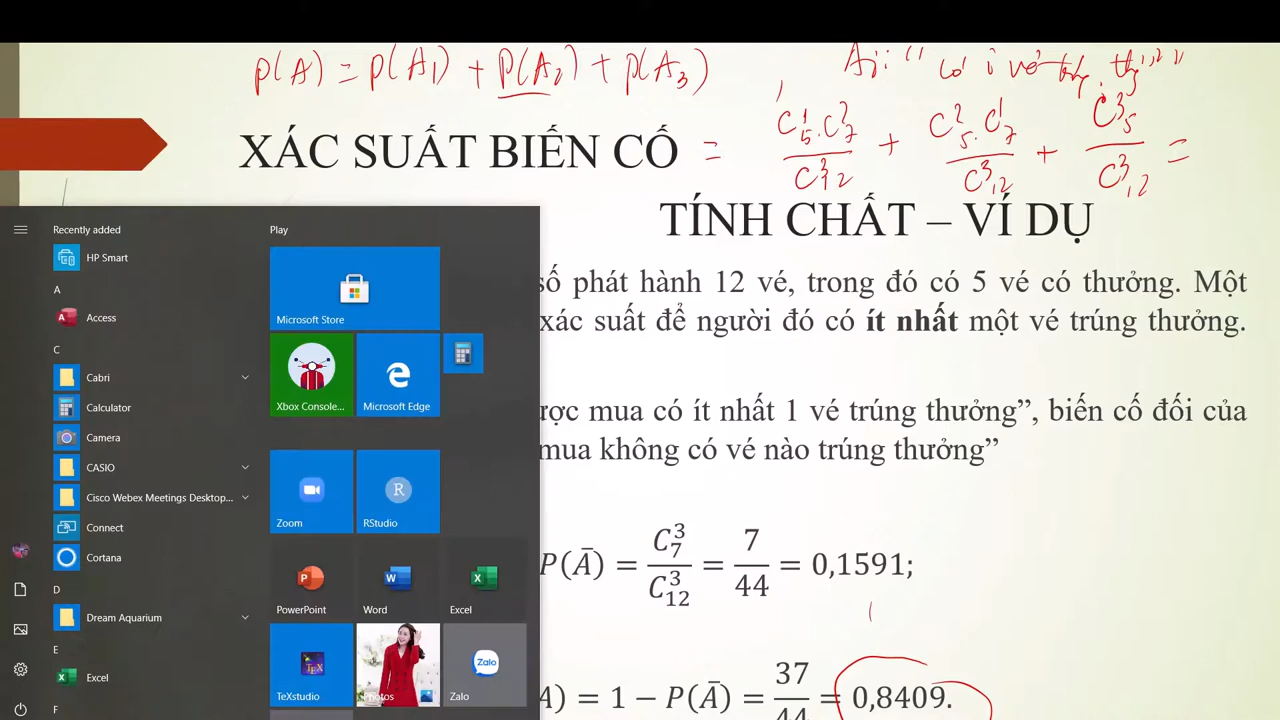 P(A) = P(A₁) + P(A₂) + P(A₃)
Ai: " có i vé
XÁC SUẤT BIẾN CỐ
= C¹₅.C²₇ / C³₁₂ + C²₅.C¹₇ / C³₁₂ + C³₅ / C³₁₂ =
TÍNH CHẤT – VÍ DỤ
số phát hành 12 vé, trong đó có 5 vé có thưởng. Một
xác suất để người đó có ít nhất một vé trúng thưởng.
ược mua có ít nhất 1 vé trúng thưởng”, biến cố đối của
mua không có vé nào trúng thưởng”
P(Ā) = C³₇ / C³₁₂ = 7 / 44 = 0,1591;
A) = 1 − P(Ā) = 37 / 44 = 0,8409.
Recently added
HP Smart
A
Access
C
Cabri
Calculator
Camera
CASIO
Cisco Webex Meetings Desktop...
Connect
Cortana
D
Dream Aquarium
E
Excel
F
Play
Microsoft Store
Xbox Console...
Microsoft Edge
Zoom
R
RStudio
PowerPoint
Word
Excel
TeXstudio
Photos
Zalo
Zalo